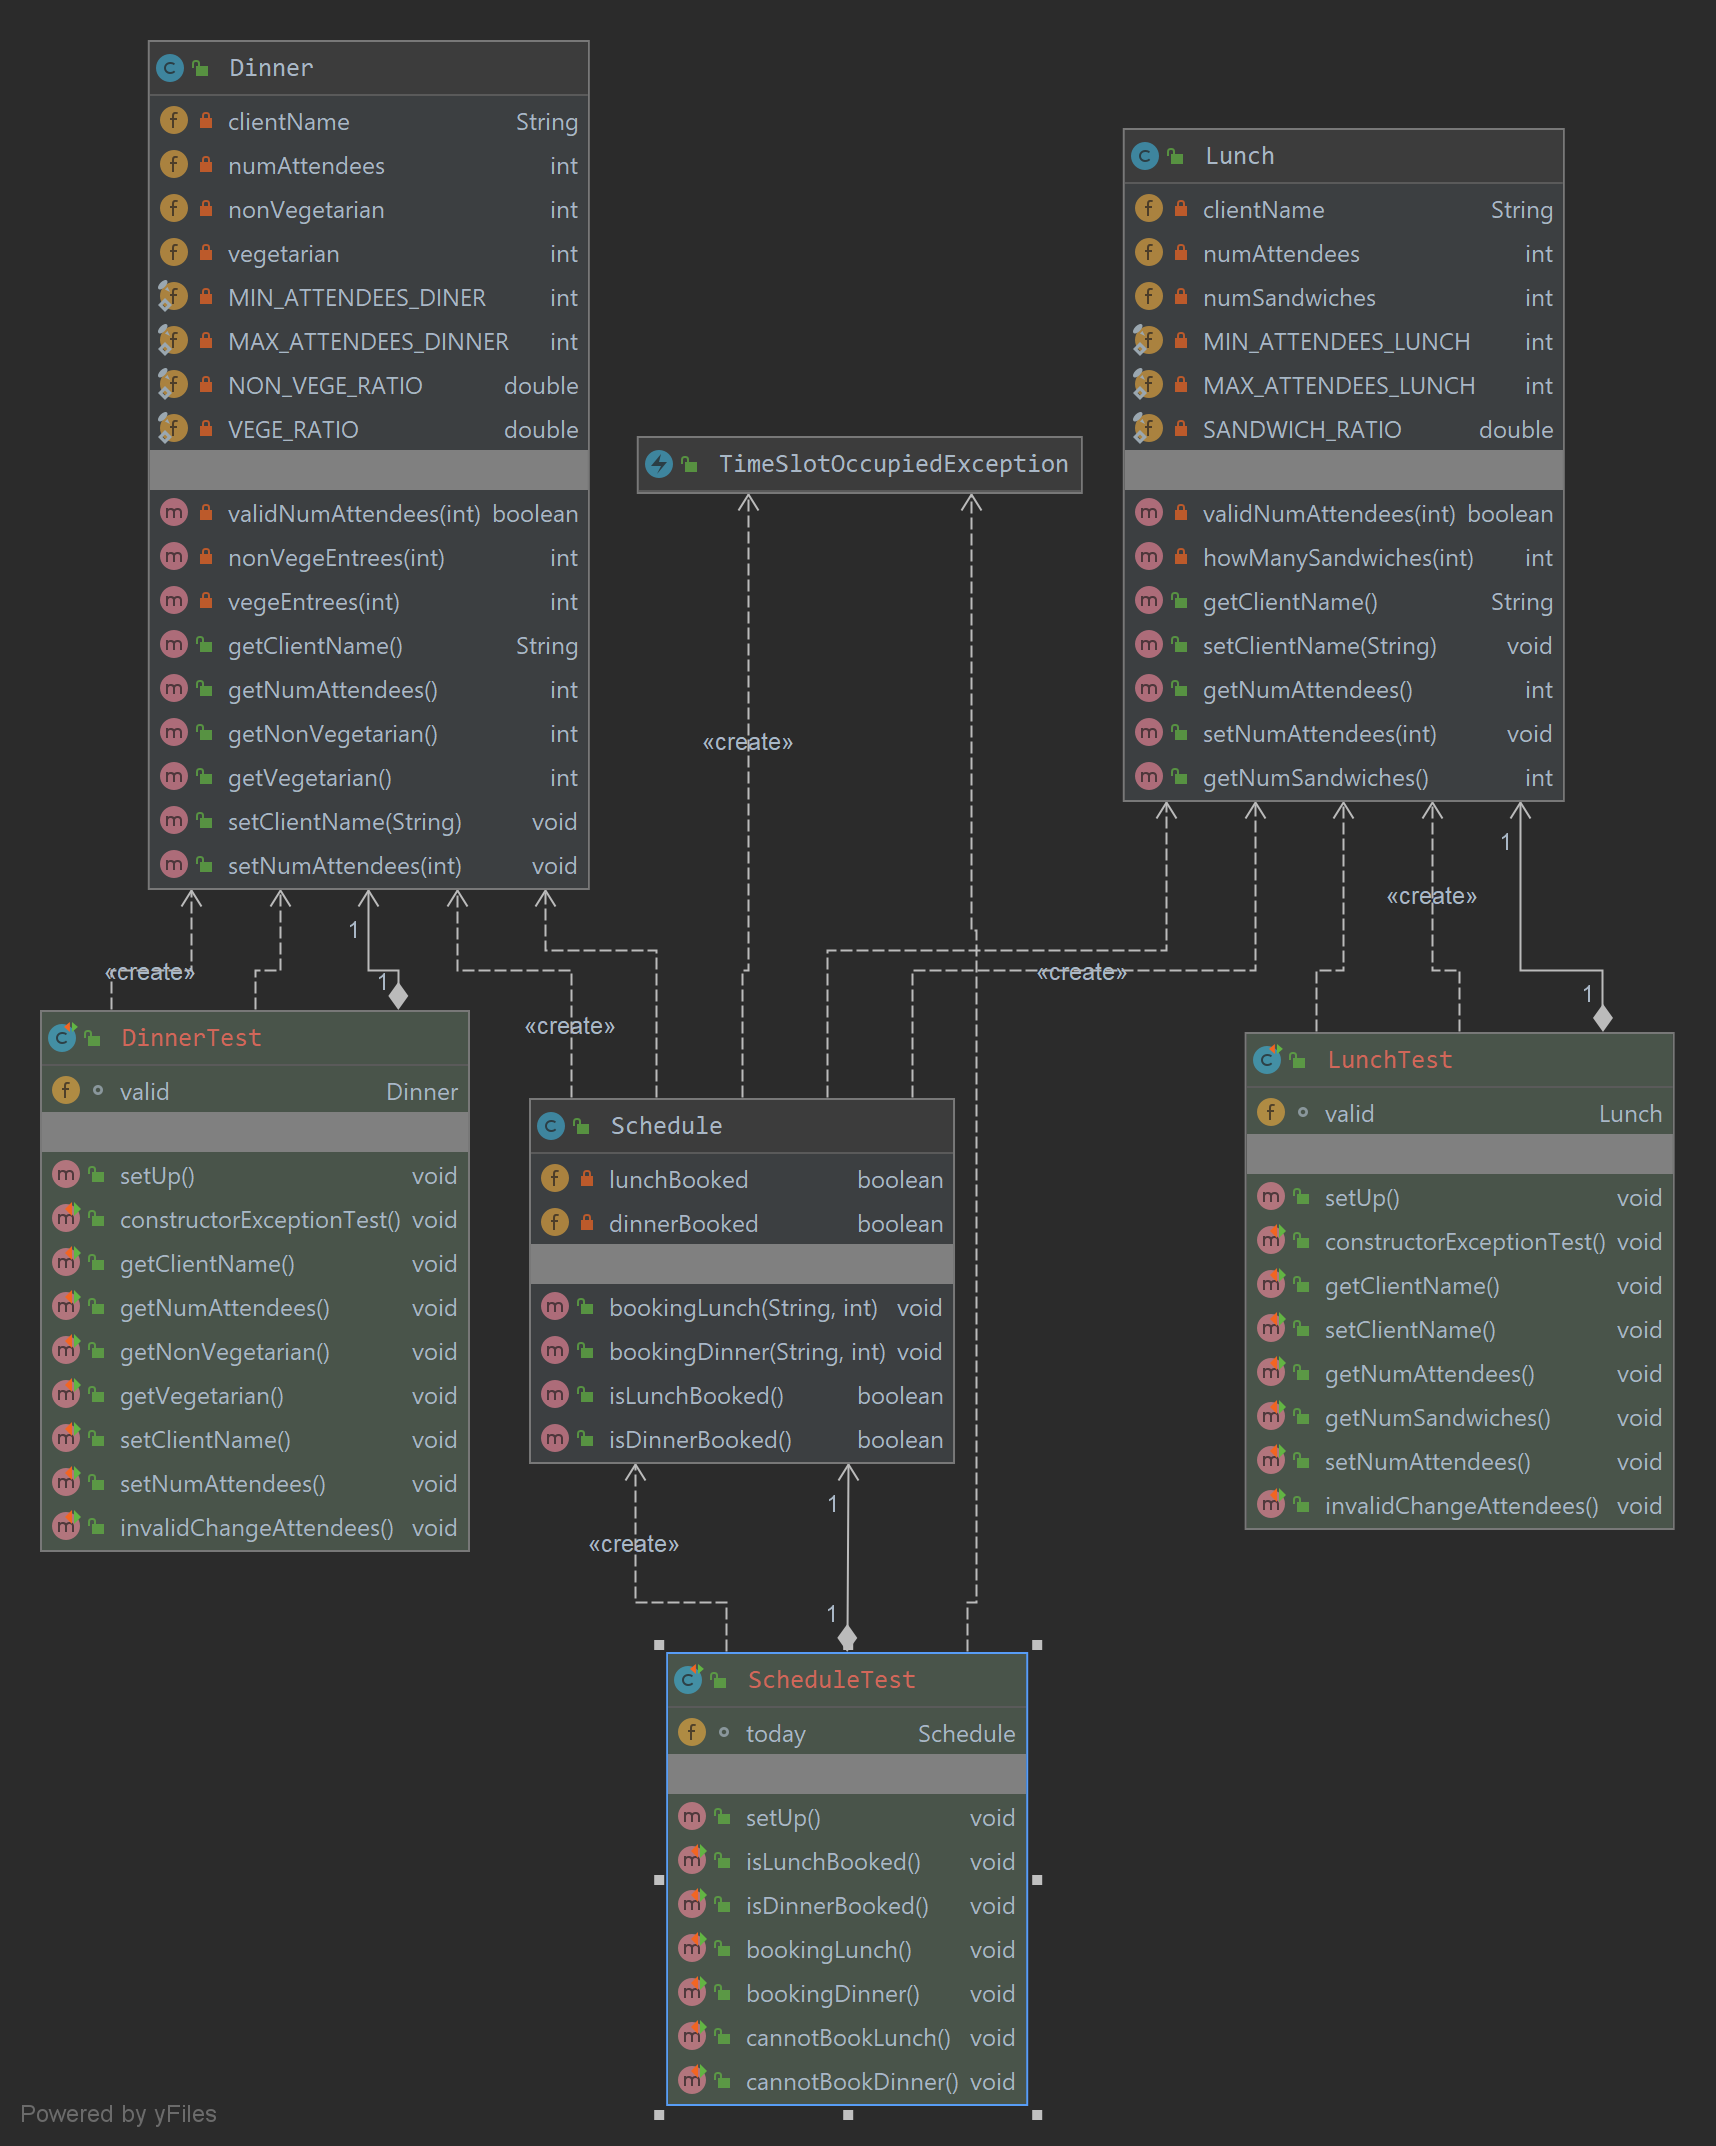 Dinner
clientName String
numAttendees int
nonVegetarian int
vegetarian int
MIN_ATTENDEES_DINER int
MAX_ATTENDEES_DINNER int
NON_VEGE_RATIO double
VEGE_RATIO double
validNumAttendees(int) boolean
nonVegeEntrees(int) int
vegeEntrees(int) int
getClientName() String
getNumAttendees() int
getNonVegetarian() int
getVegetarian() int
setClientName(String) void
setNumAttendees(int) void
Lunch
clientName String
numAttendees int
numSandwiches int
MIN_ATTENDEES_LUNCH int
MAX_ATTENDEES_LUNCH int
SANDWICH_RATIO double
validNumAttendees(int) boolean
howManySandwiches(int) int
getClientName() String
setClientName(String) void
getNumAttendees() int
setNumAttendees(int) void
getNumSandwiches() int
TimeSlotOccupiedException
«create»
1
«create»
1
«create»
1
«create»
1
«create»
«create»
DinnerTest
valid Dinner
setUp() void
constructorExceptionTest() void
getClientName() void
getNumAttendees() void
getNonVegetarian() void
getVegetarian() void
setClientName() void
setNumAttendees() void
invalidChangeAttendees() void
Schedule
lunchBooked boolean
dinnerBooked boolean
bookingLunch(String, int) void
bookingDinner(String, int) void
isLunchBooked() boolean
isDinnerBooked() boolean
LunchTest
valid Lunch
setUp() void
constructorExceptionTest() void
getClientName() void
setClientName() void
getNumAttendees() void
getNumSandwiches() void
setNumAttendees() void
invalidChangeAttendees() void
1
«create»
1
ScheduleTest
today Schedule
setUp() void
isLunchBooked() void
isDinnerBooked() void
bookingLunch() void
bookingDinner() void
cannotBookLunch() void
cannotBookDinner() void
Powered by yFiles